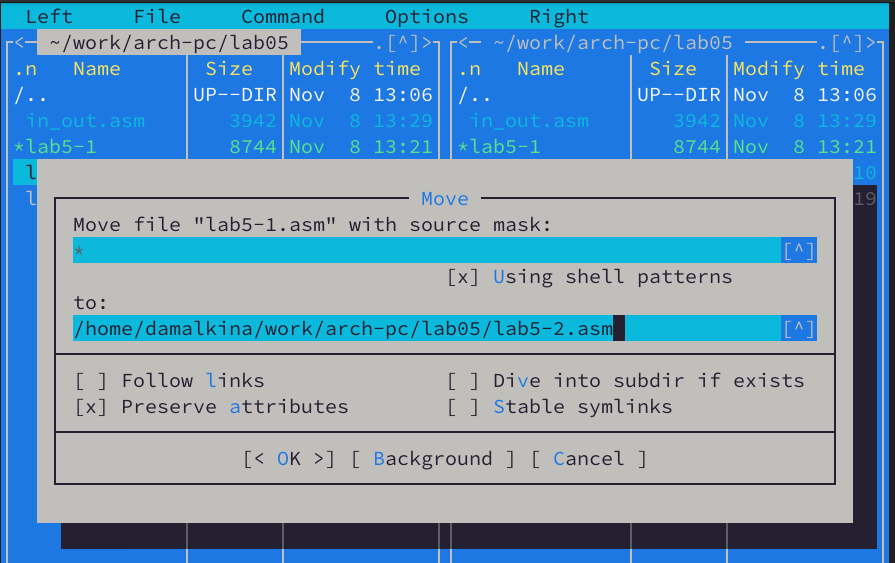 Left File Command Options Right
<─ ~/work/arch-pc/lab05 ─.[^]>
<─ ~/work/arch-pc/lab05 ─.[^]>
.n Name Size Modify time
.n Name Size Modify time
/.. UP--DIR Nov 8 13:06
/.. UP--DIR Nov 8 13:06
in_out.asm 3942 Nov 8 13:29
in_out.asm 3942 Nov 8 13:29
*lab5-1 8744 Nov 8 13:21
*lab5-1 8744 Nov 8 13:21
l 10
l 19
Move
Move file "lab5-1.asm" with source mask:
* [^]
[x] Using shell patterns
to:
/home/damalkina/work/arch-pc/lab05/lab5-2.asm [^]
[ ] Follow links [ ] Dive into subdir if exists
[x] Preserve attributes [ ] Stable symlinks
[< OK >] [ Background ] [ Cancel ]